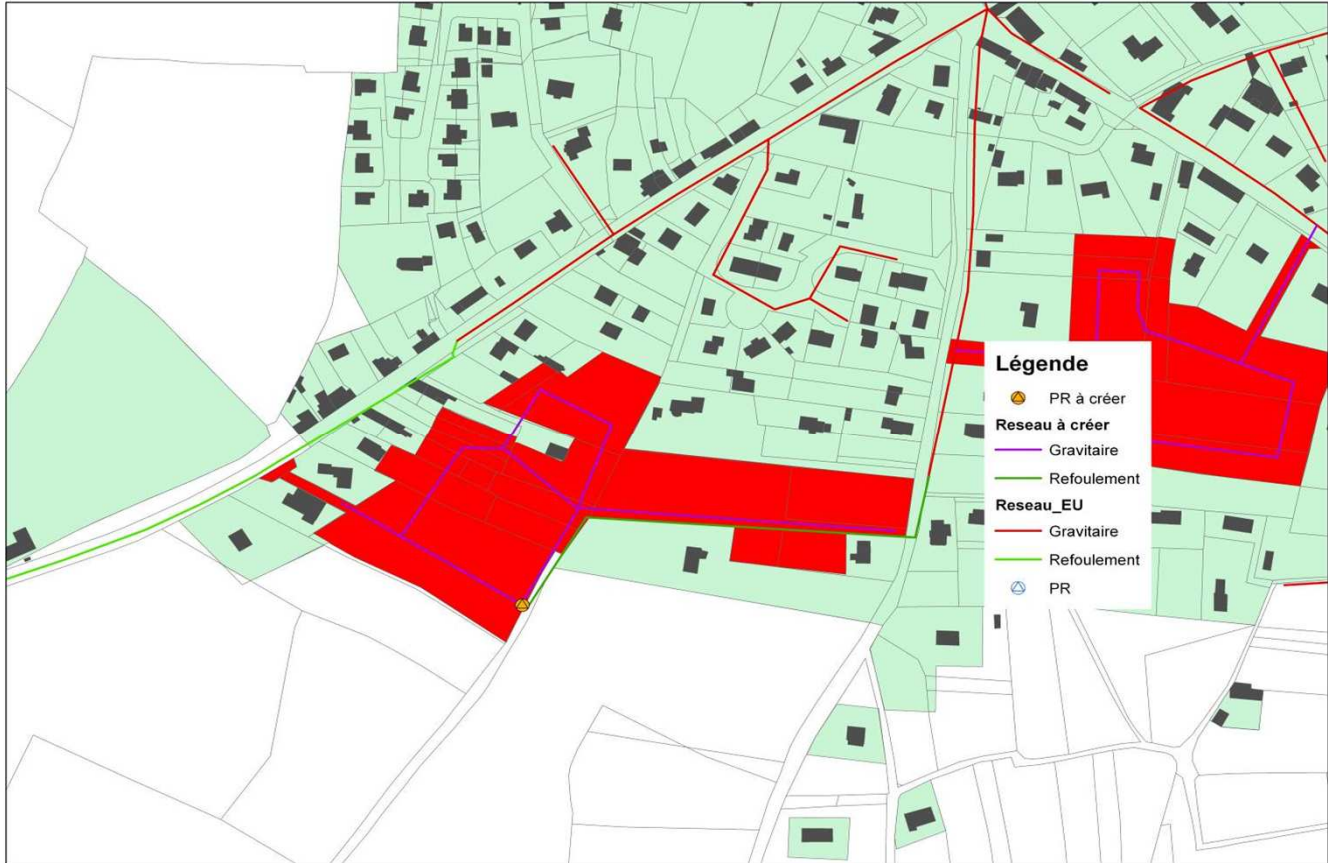 Légende
PR à créer
Reseau à créer
Gravitaire
Refoulement
Reseau_EU
Gravitaire
Refoulement
PR